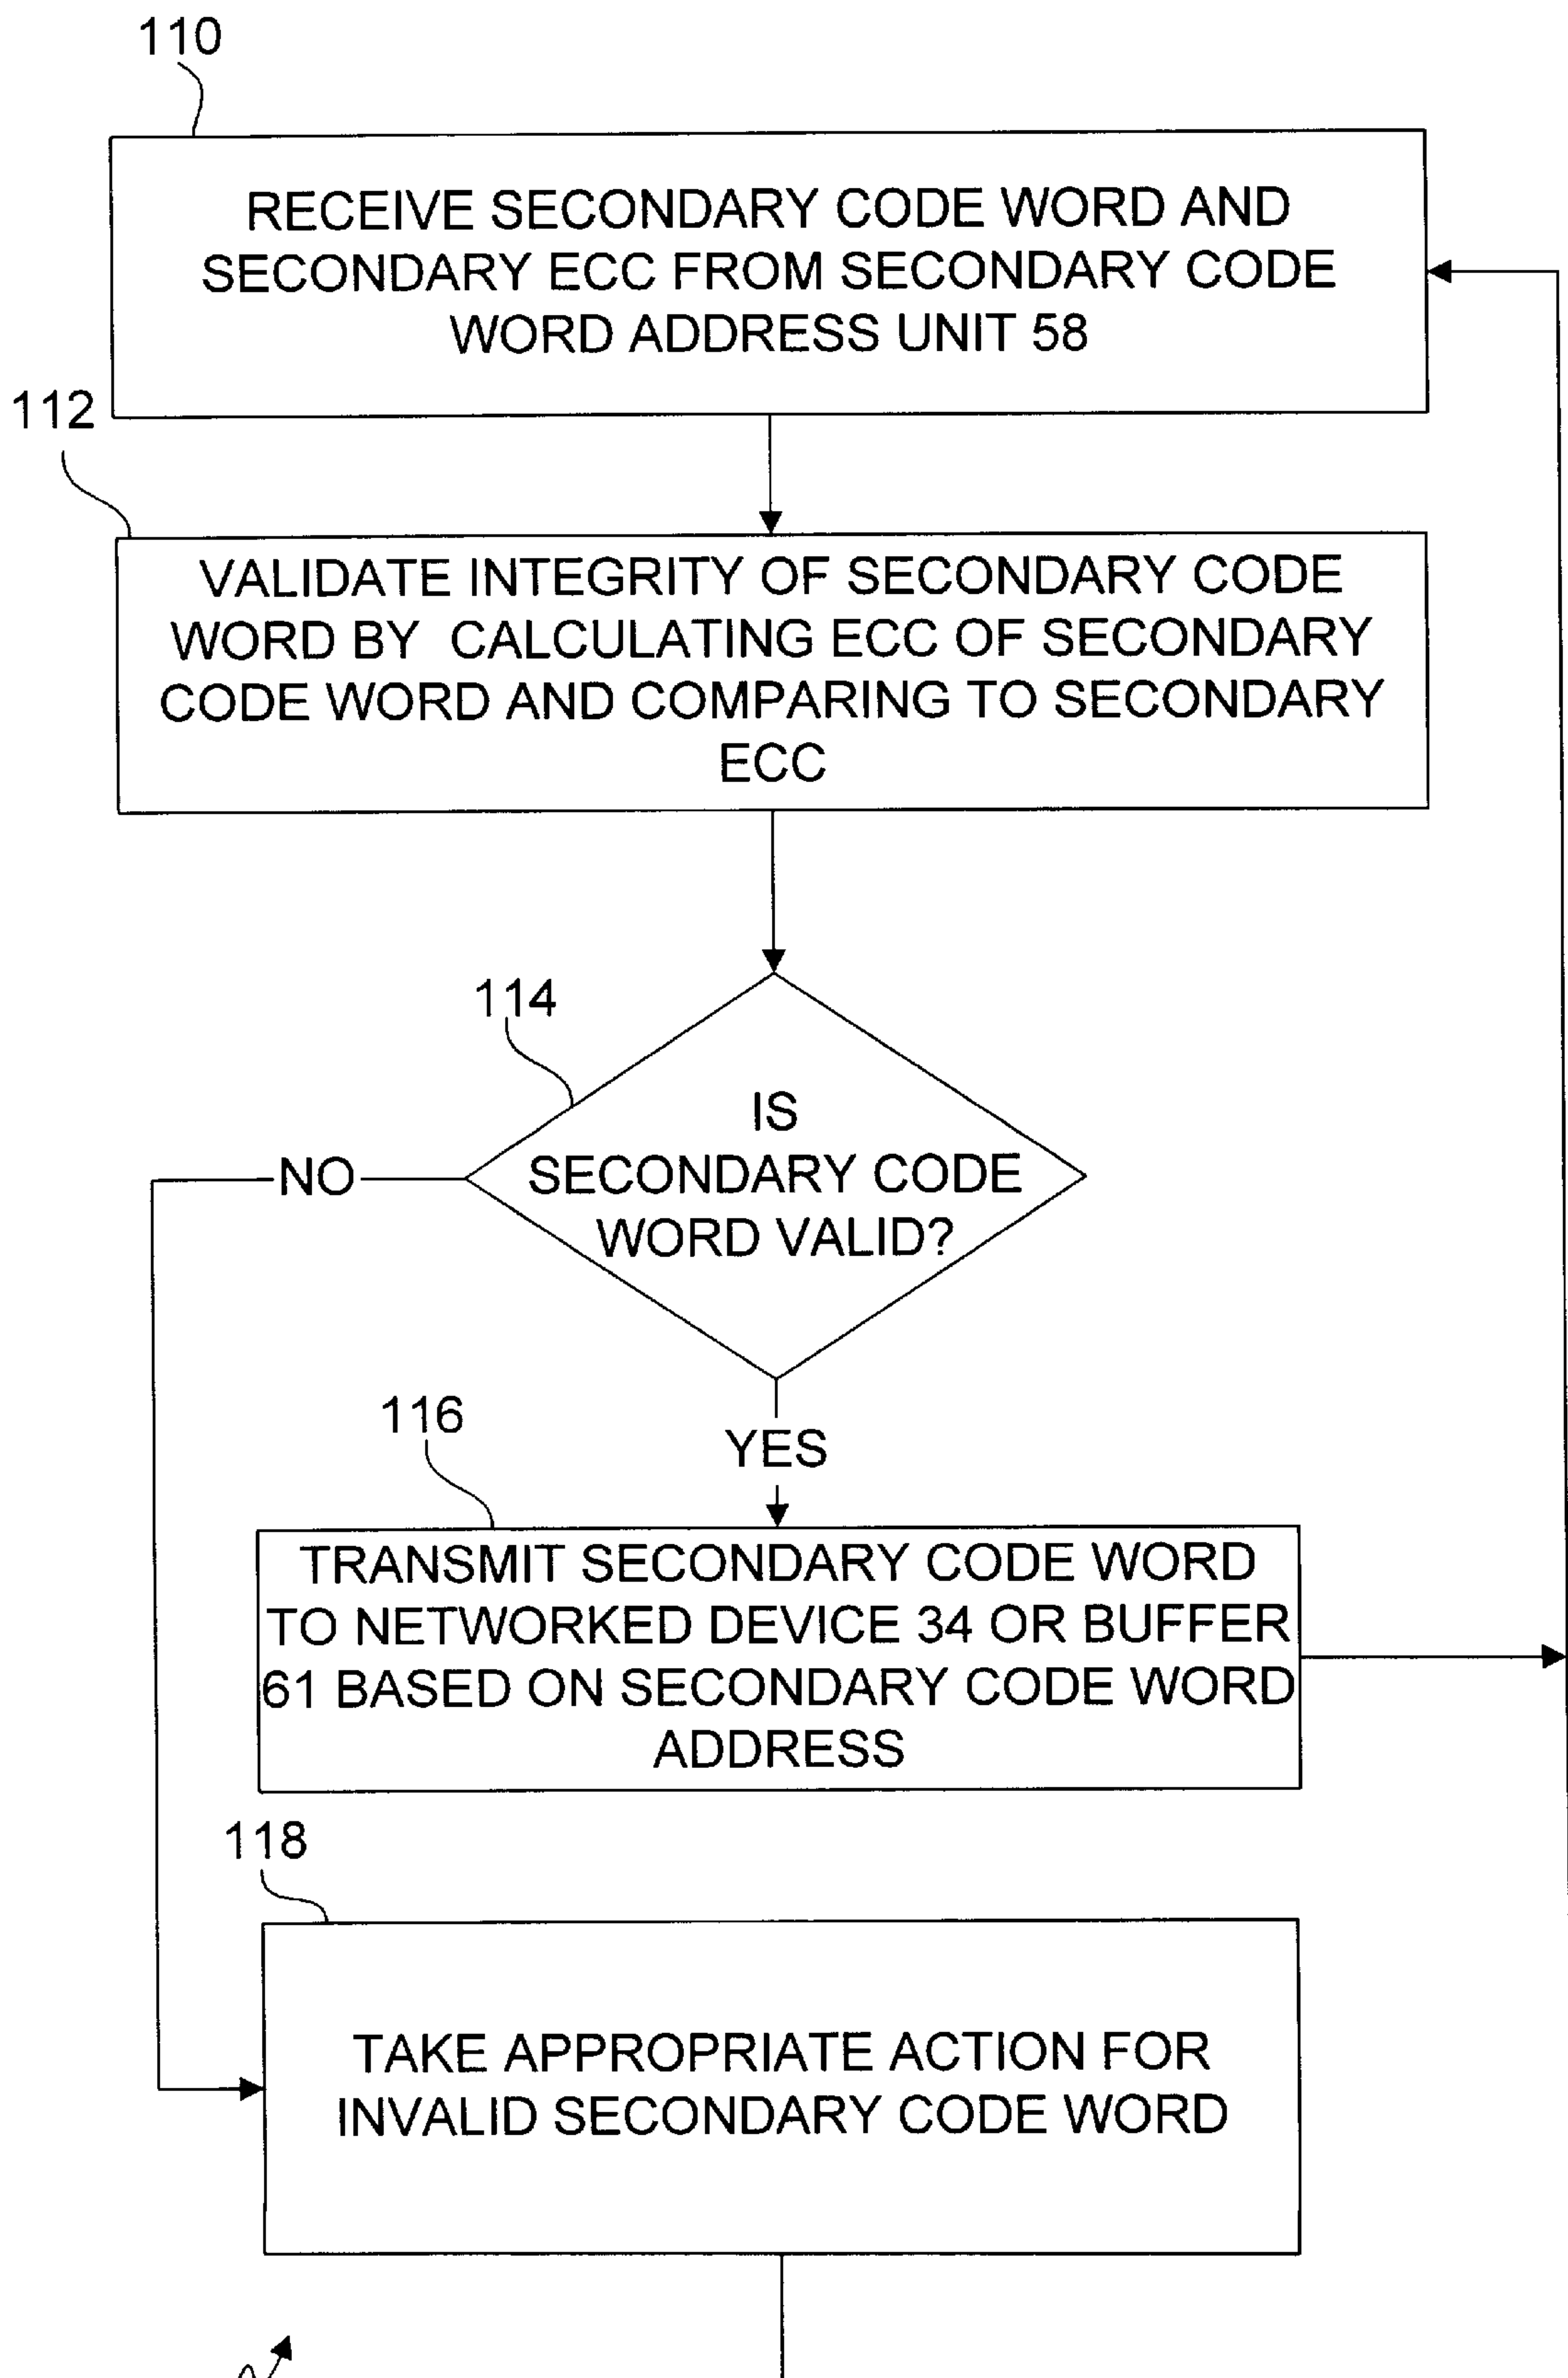 110
RECEIVE SECONDARY CODE WORD AND
SECONDARY ECC FROM SECONDARY CODE
WORD ADDRESS UNIT 58
112
VALIDATE INTEGRITY OF SECONDARY CODE
WORD BY CALCULATING ECC OF SECONDARY
CODE WORD AND COMPARING TO SECONDARY
ECC
114
IS
SECONDARY CODE
WORD VALID?
NO
YES
116
TRANSMIT SECONDARY CODE WORD
TO NETWORKED DEVICE 34 OR BUFFER
61 BASED ON SECONDARY CODE WORD
ADDRESS
118
TAKE APPROPRIATE ACTION FOR
INVALID SECONDARY CODE WORD